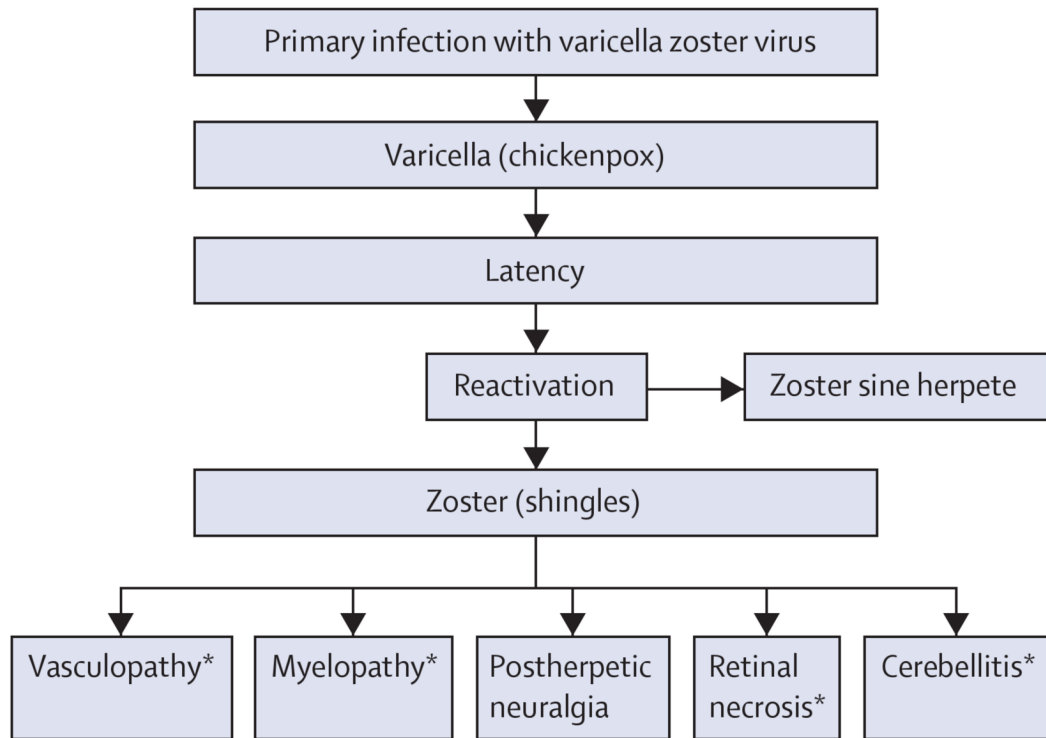 Primary infection with varicella zoster virus
Varicella (chickenpox)
Latency
Reactivation
Zoster sine herpete
Zoster (shingles)
Vasculopathy*
Myelopathy*
Postherpetic
neuralgia
Retinal
necrosis*
Cerebellitis*